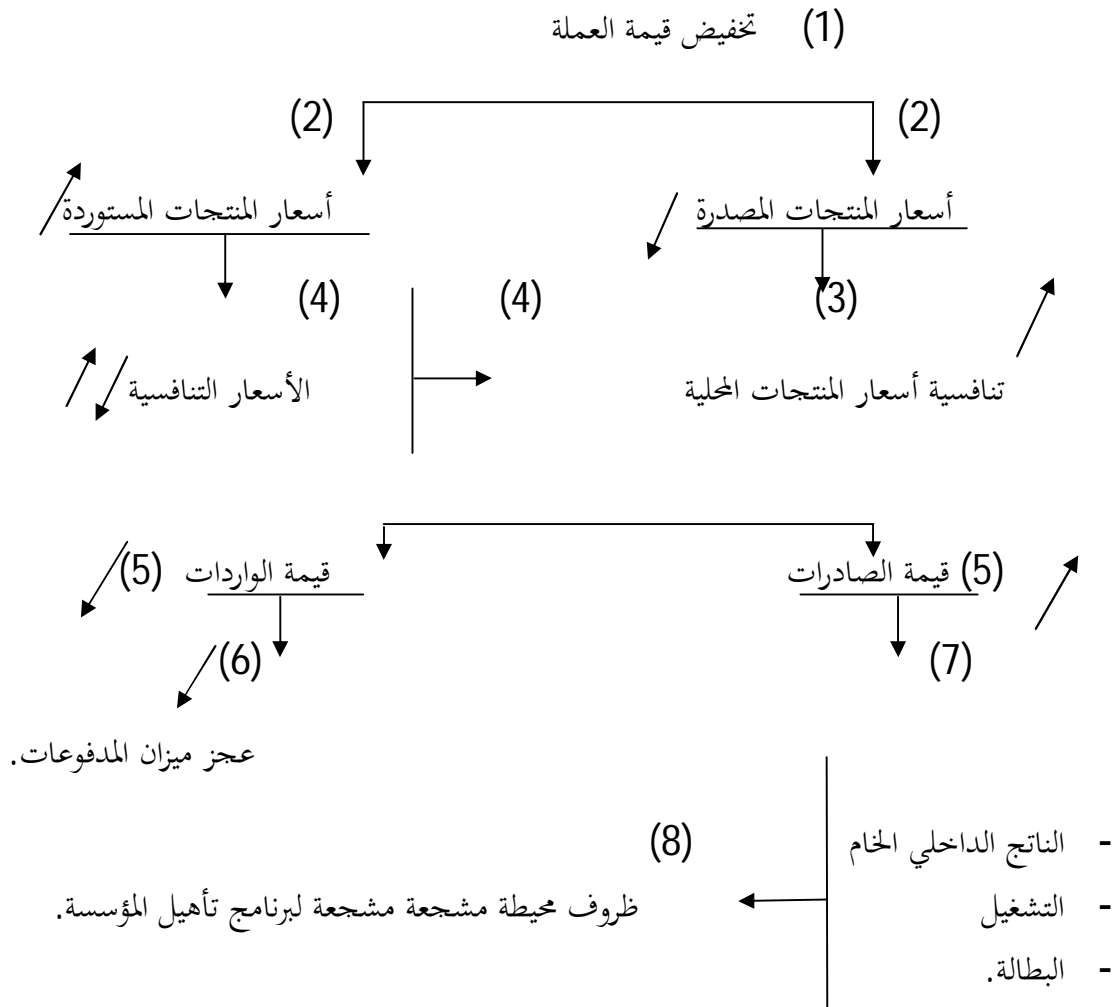 (1) تخفيض قيمة العملة
(2) (2)
أسعار المنتجات المصدرة أسعار المنتجات المستوردة
(3) (4) (4)
تنافسية أسعار المنتجات المحلية الأسعار التنافسية
(5) قيمة الصادرات قيمة الواردات (5)
(7) (6)
عجز ميزان المدفوعات.
- الناتج الداخلي الخام (8)
- التشغيل ظروف محيطة مشجعة مشجعة لبرنامج تأهيل المؤسسة.
- البطالة.